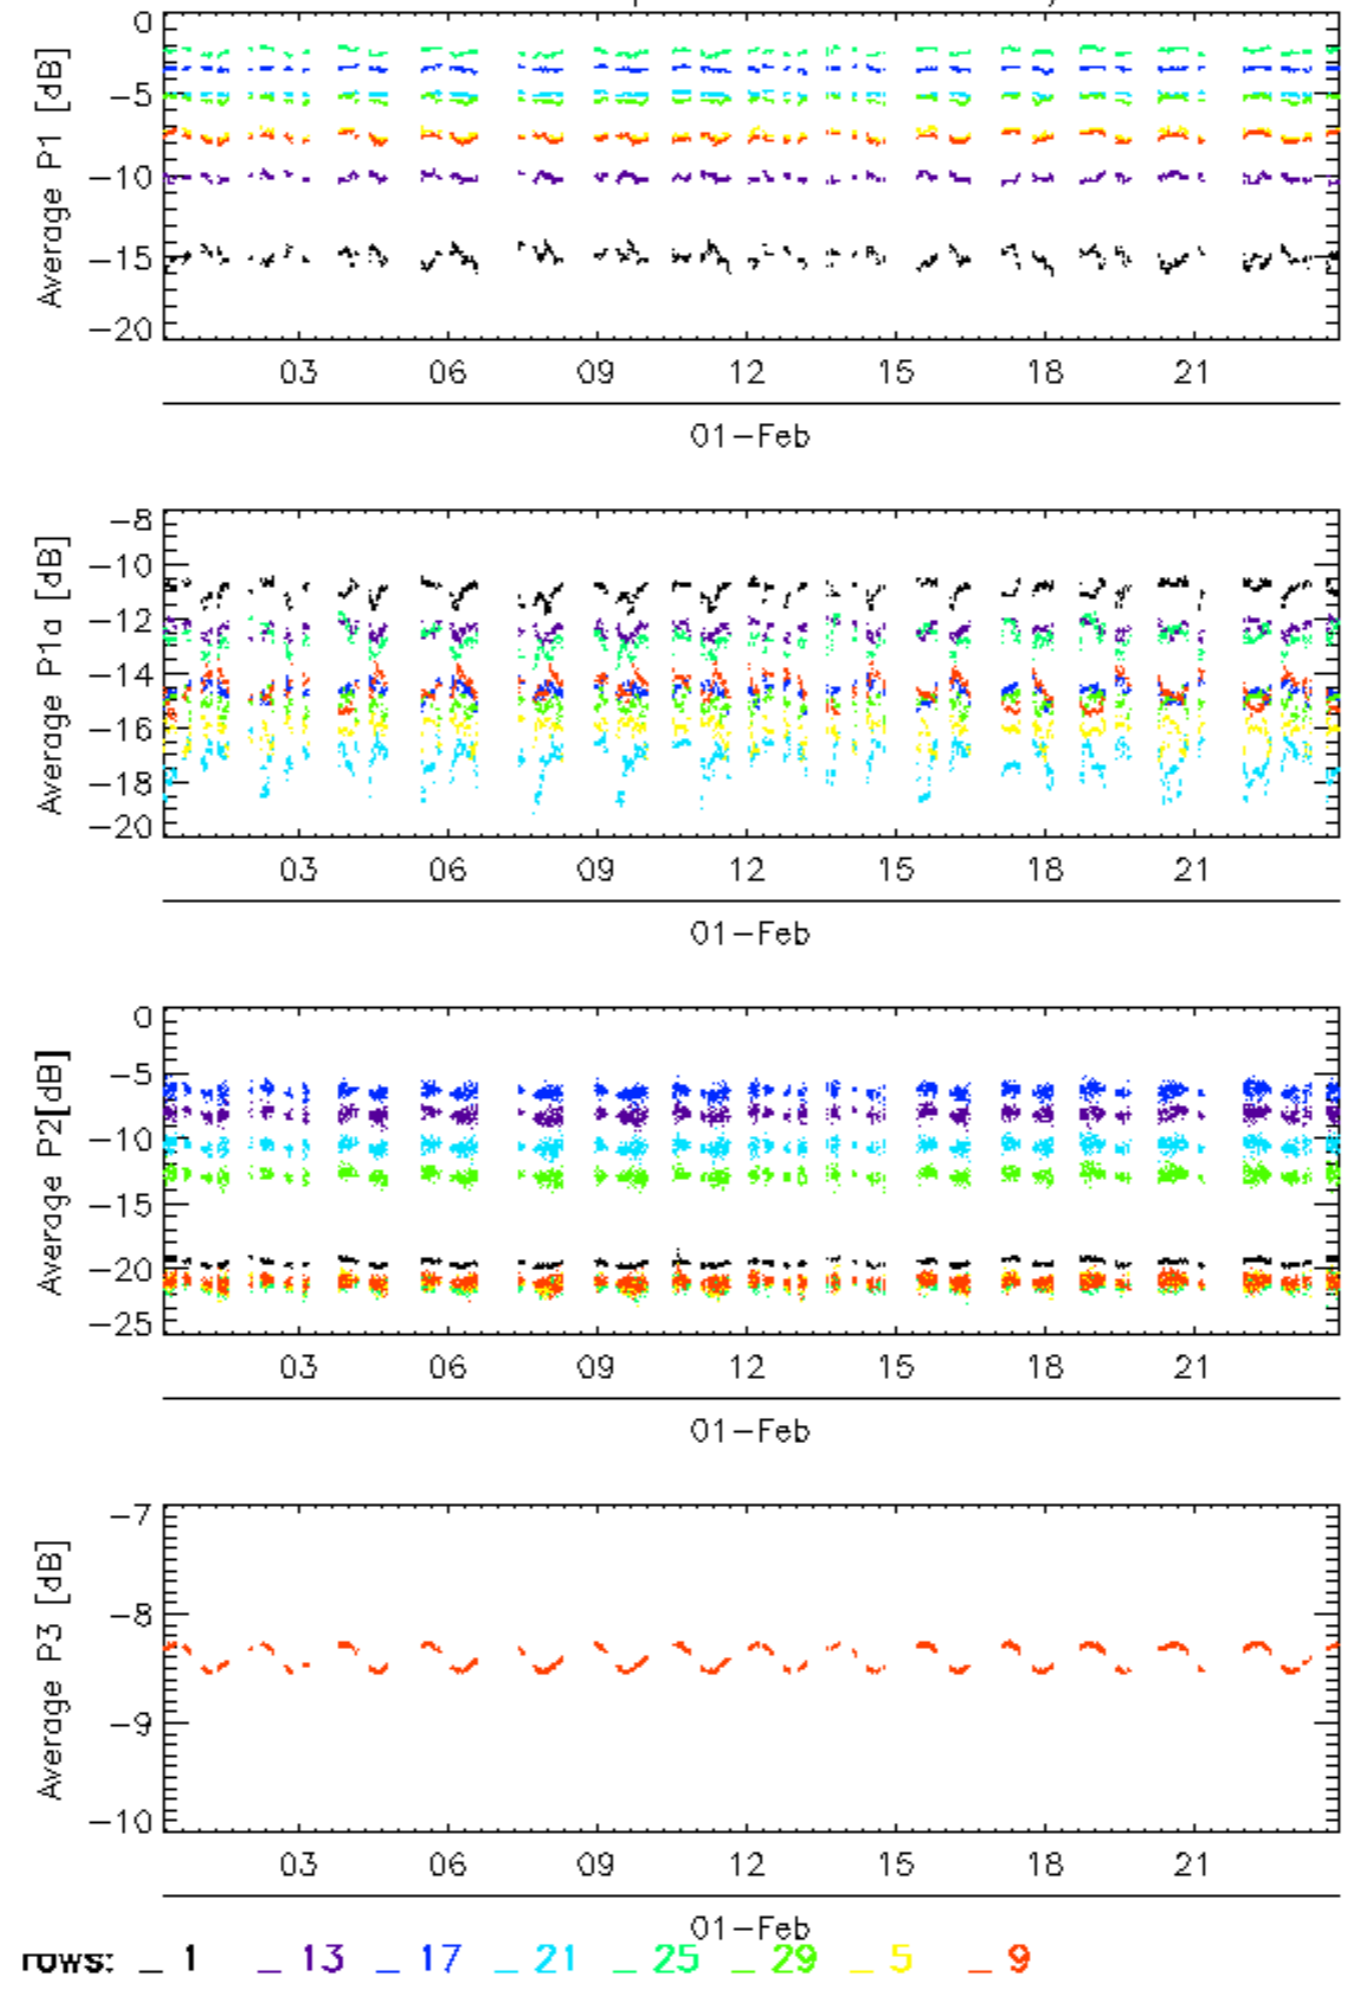 0
−5
−10
−15
−20
Average P1 [dB]
03 06 09 12 15 18 21
01−Feb
−8
−10
−12
−14
−16
−18
−20
Average P1a [dB]
03 06 09 12 15 18 21
01−Feb
0
−5
−10
−15
−20
−25
Average P2[dB]
03 06 09 12 15 18 21
01−Feb
−7
−8
−9
−10
Average P3 [dB]
03 06 09 12 15 18 21
01−Feb
rows: _ 1 _ 13 _ 17 _ 21 _ 25 _ 29 _ 5 _ 9